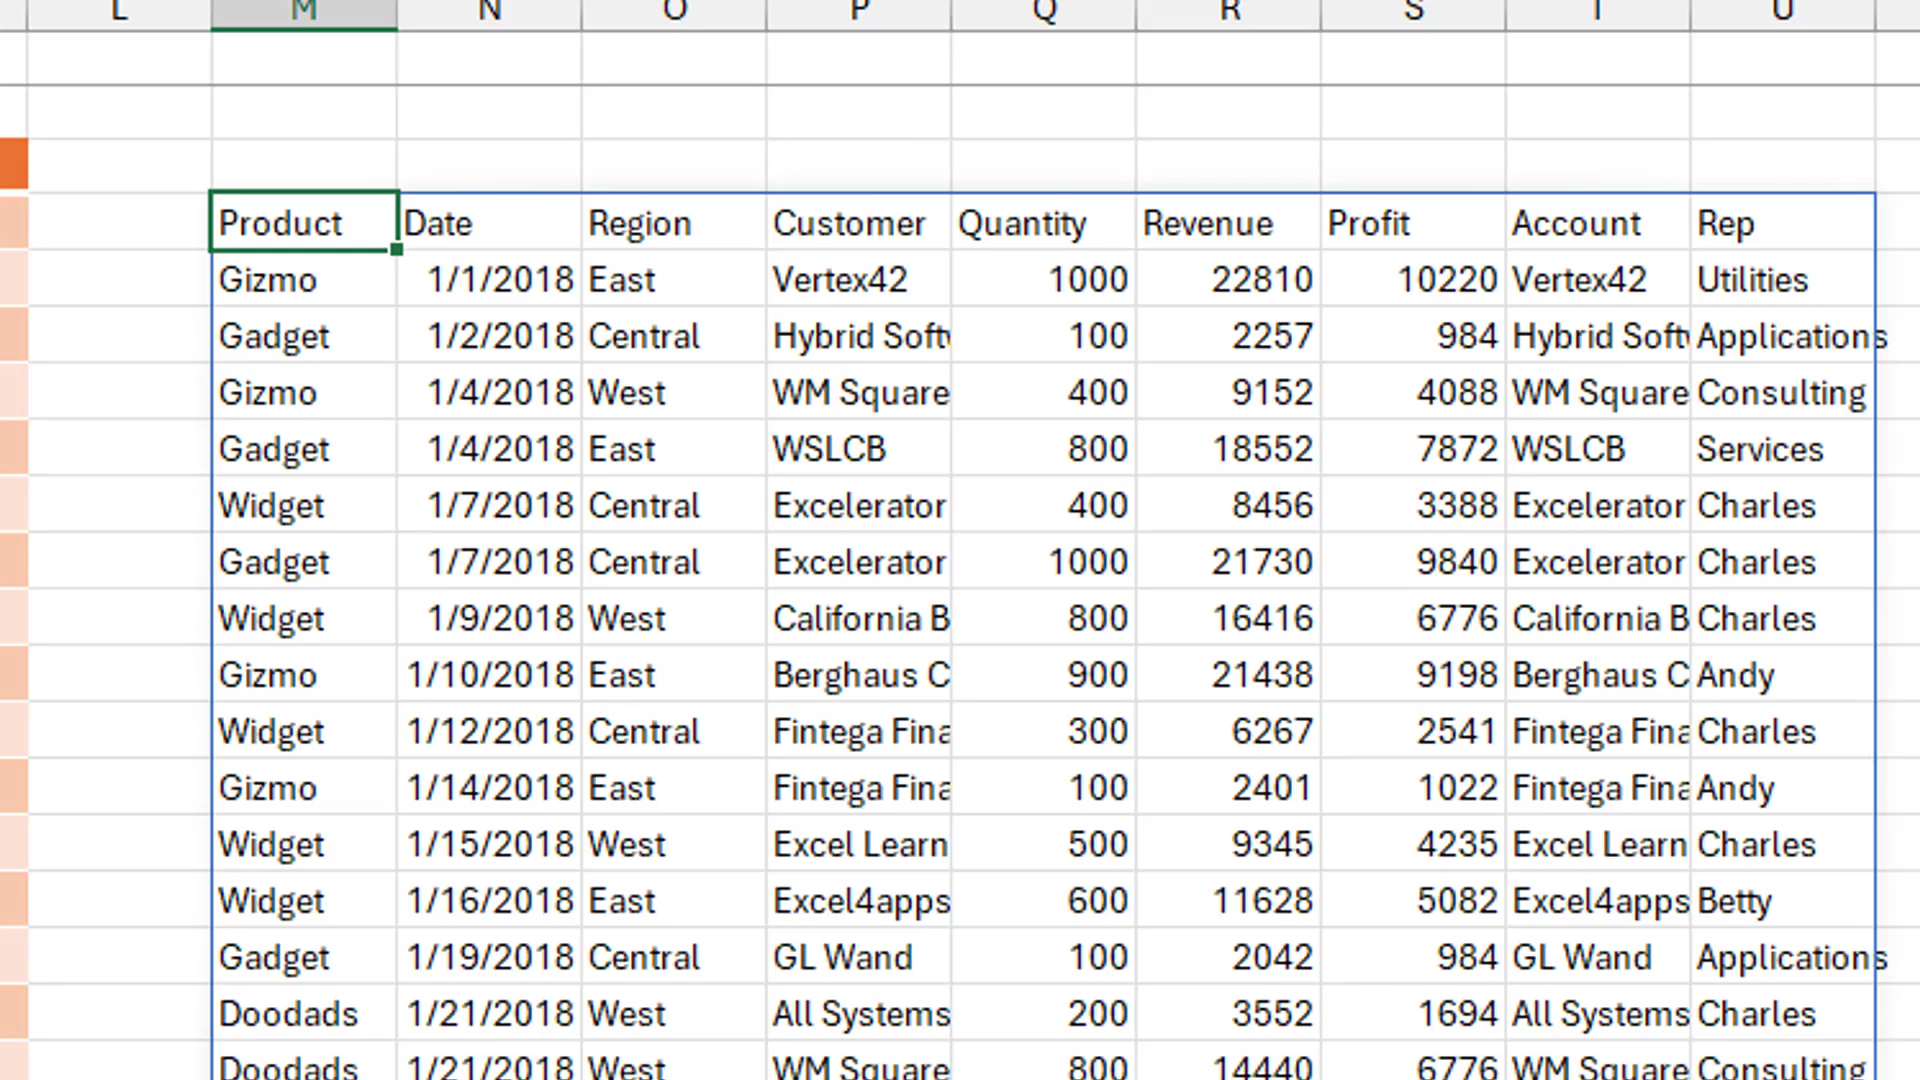 L M N O P Q R S T U
Product Date Region Customer Quantity Revenue Profit Account Rep
Gizmo 1/1/2018 East Vertex42 1000 22810 10220 Vertex42 Utilities
Gadget 1/2/2018 Central Hybrid Soft 100 2257 984 Hybrid Soft Applications
Gizmo 1/4/2018 West WM Square 400 9152 4088 WM Square Consulting
Gadget 1/4/2018 East WSLCB 800 18552 7872 WSLCB Services
Widget 1/7/2018 Central Excelerator 400 8456 3388 Excelerator Charles
Gadget 1/7/2018 Central Excelerator 1000 21730 9840 Excelerator Charles
Widget 1/9/2018 West California B 800 16416 6776 California B Charles
Gizmo 1/10/2018 East Berghaus C 900 21438 9198 Berghaus C Andy
Widget 1/12/2018 Central Fintega Fina 300 6267 2541 Fintega Fina Charles
Gizmo 1/14/2018 East Fintega Fina 100 2401 1022 Fintega Fina Andy
Widget 1/15/2018 West Excel Learn 500 9345 4235 Excel Learn Charles
Widget 1/16/2018 East Excel4apps 600 11628 5082 Excel4apps Betty
Gadget 1/19/2018 Central GL Wand 100 2042 984 GL Wand Applications
Doodads 1/21/2018 West All Systems 200 3552 1694 All Systems Charles
Doodads 1/21/2018 West WM Square 800 14440 6776 WM Square Consulting